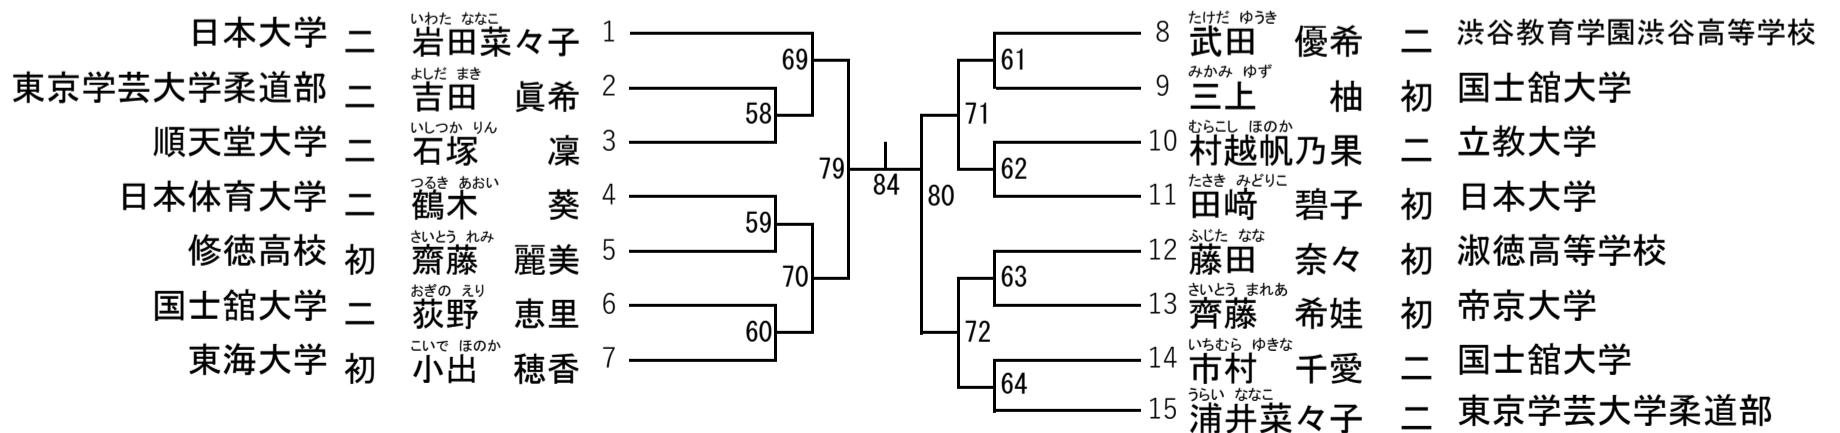 いわた ななこ
日本大学 二 岩田菜々子 1
よしだ まき
東京学芸大学柔道部 二 吉田 眞希 2
いしつか りん
順天堂大学 二 石塚 凜 3
つるき あおい
日本体育大学 二 鶴木 葵 4
さいとう れみ
修徳高校 初 齋藤 麗美 5
おぎの えり
国士舘大学 二 荻野 恵里 6
こいで ほのか
東海大学 初 小出 穂香 7
69
58
59
70
60
79
84
80
61
71
62
63
72
64
たけだ ゆうき
8 武田 優希 二 渋谷教育学園渋谷高等学校
みかみ ゆず
9 三上 柚 初 国士舘大学
むらこし ほのか
10 村越帆乃果 二 立教大学
たさき みどりこ
11 田﨑 碧子 初 日本大学
ふじた なな
12 藤田 奈々 初 淑徳高等学校
さいとう まれあ
13 齊藤 希娃 初 帝京大学
いちむら ゆきな
14 市村 千愛 二 国士舘大学
うらい ななこ
15 浦井菜々子 二 東京学芸大学柔道部